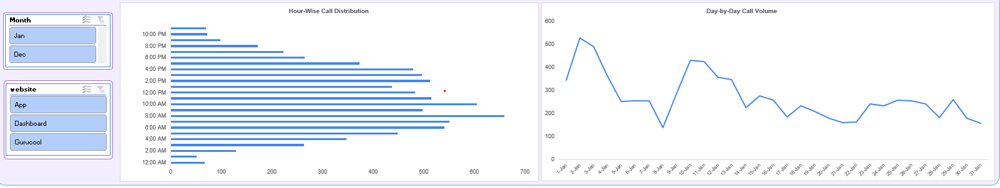 Month
Jan
Dec
website
App
Dashboard
Gurucool
Hour-Wise Call Distribution
10:00 PM
8:00 PM
6:00 PM
4:00 PM
2:00 PM
12:00 PM
10:00 AM
8:00 AM
6:00 AM
4:00 AM
2:00 AM
12:00 AM
0 100 200 300 400 500 600 700
Day-by-Day Call Volume
600
500
400
300
200
100
0
1-Jan 2-Jan 3-Jan 4-Jan 5-Jan 6-Jan 7-Jan 8-Jan 9-Jan 10-Jan 11-Jan 12-Jan 13-Jan 14-Jan 15-Jan 16-Jan 17-Jan 18-Jan 19-Jan 20-Jan 21-Jan 22-Jan 23-Jan 24-Jan 25-Jan 26-Jan 27-Jan 28-Jan 29-Jan 30-Jan 31-Jan